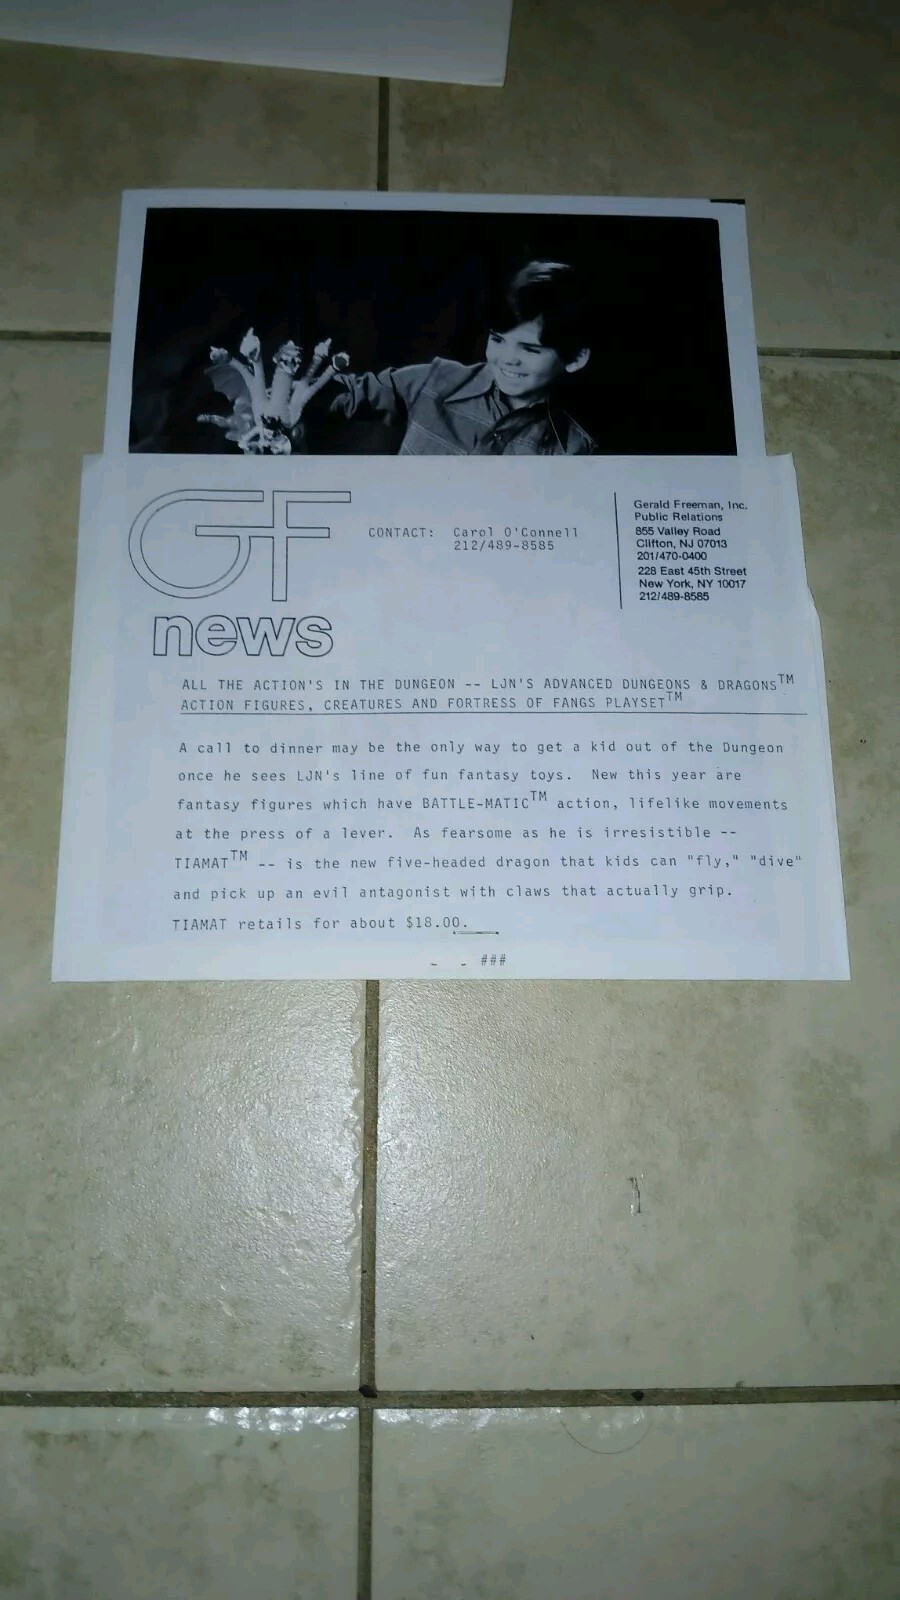 GF
news
CONTACT: Carol O'Connell
212/489-8585
Gerald Freeman, Inc.
Public Relations
855 Valley Road
Clifton, NJ 07013
201/470-0400
228 East 45th Street
New York, NY 10017
212/489-8585
ALL THE ACTION'S IN THE DUNGEON -- LJN'S ADVANCED DUNGEONS & DRAGONS™
ACTION FIGURES, CREATURES AND FORTRESS OF FANGS PLAYSET™
A call to dinner may be the only way to get a kid out of the Dungeon
once he sees LJN's line of fun fantasy toys. New this year are
fantasy figures which have BATTLE-MATIC™ action, lifelike movements
at the press of a lever. As fearsome as he is irresistible --
TIAMAT™ -- is the new five-headed dragon that kids can "fly," "dive"
and pick up an evil antagonist with claws that actually grip.
TIAMAT retails for about $18.00.
- - ###